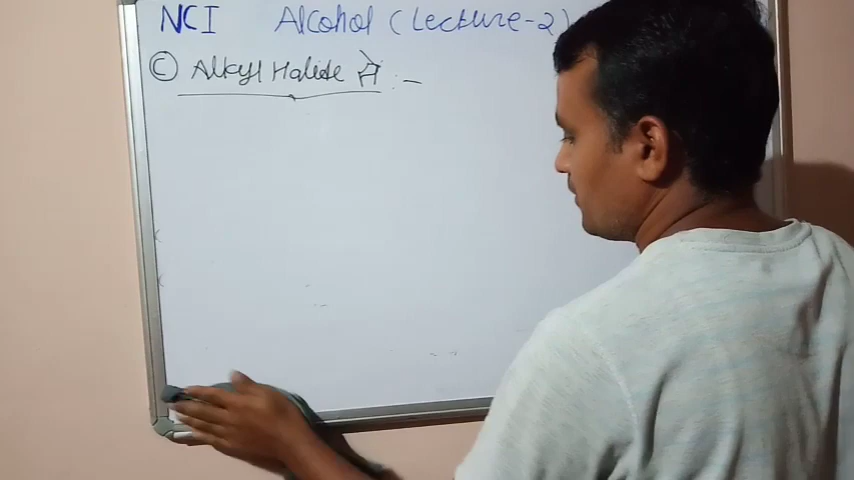 NCI Alcohol (Lecture-2)
© Alkyl Halide से :-